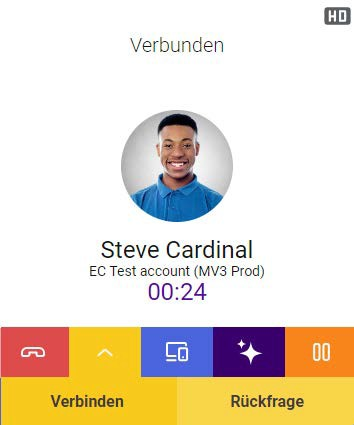 HD
Verbunden
Steve Cardinal
EC Test account (MV3 Prod)
00:24
Verbinden Rückfrage